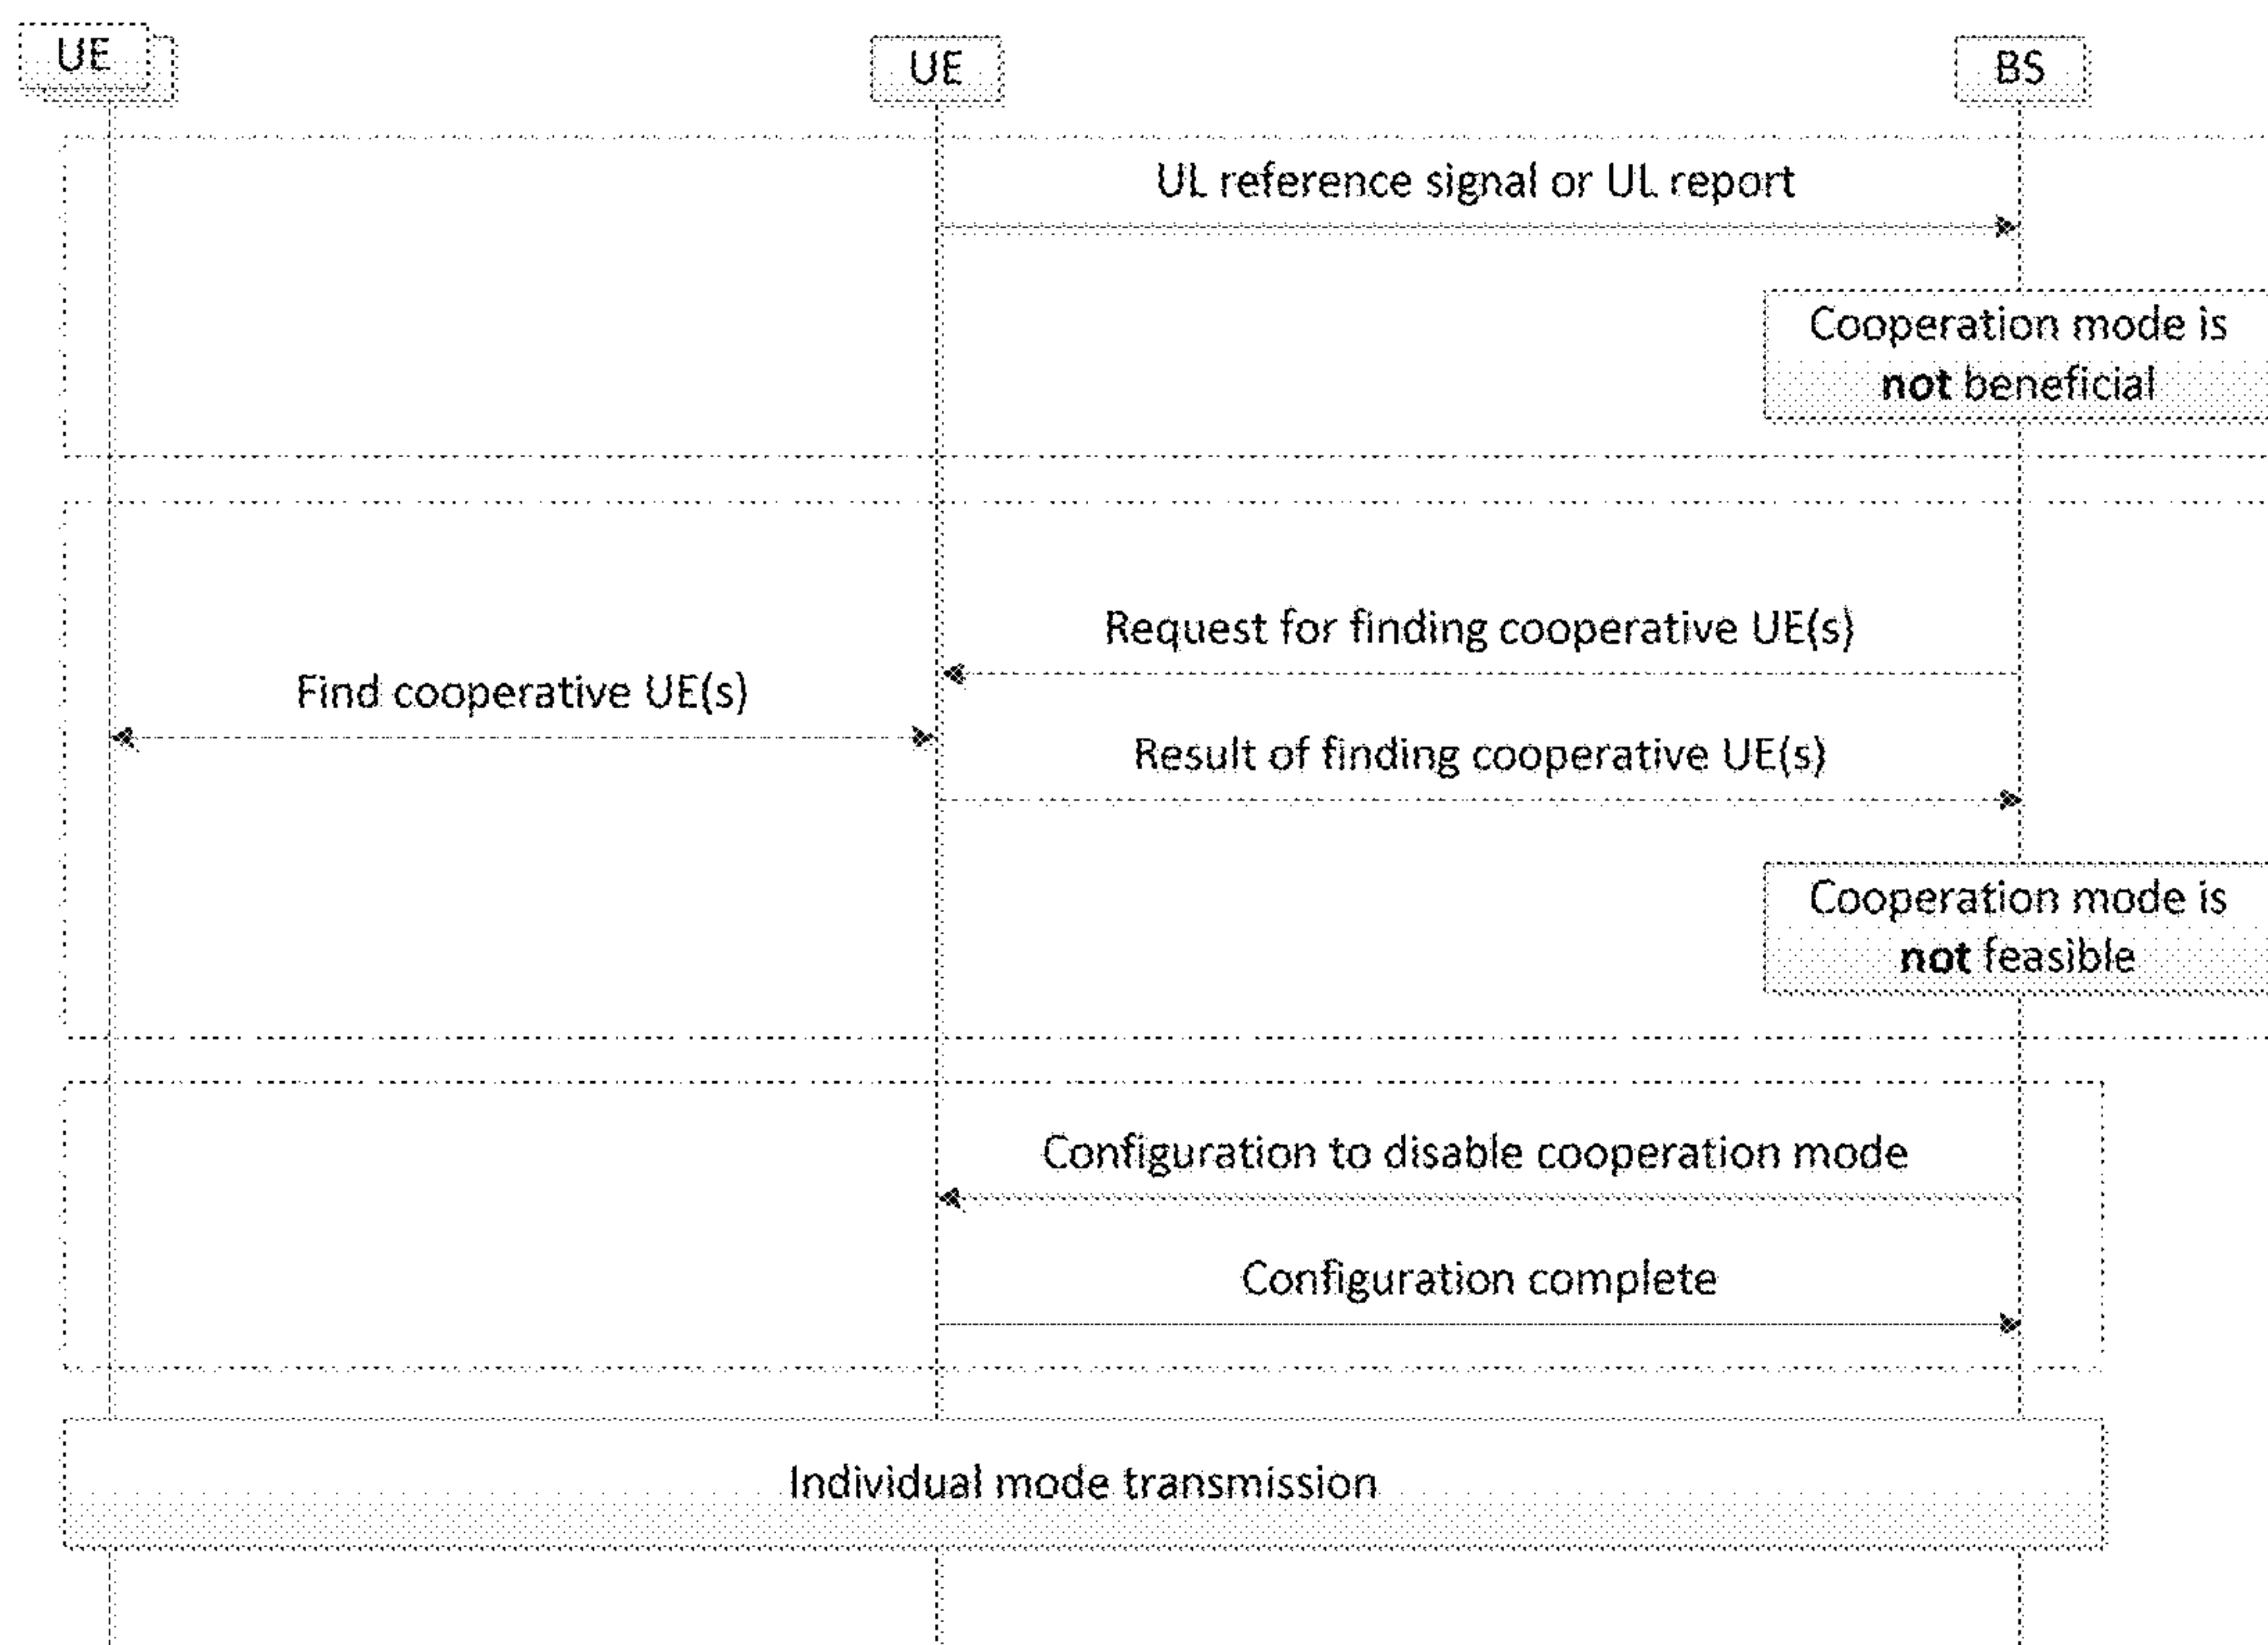 UE
UE
BS
UL reference signal or UL report
Cooperation mode is
not beneficial
Request for finding cooperative UE(s)
Find cooperative UE(s)
Result of finding cooperative UE(s)
Cooperation mode is
not feasible
Configuration to disable cooperation mode
Configuration complete
Individual mode transmission